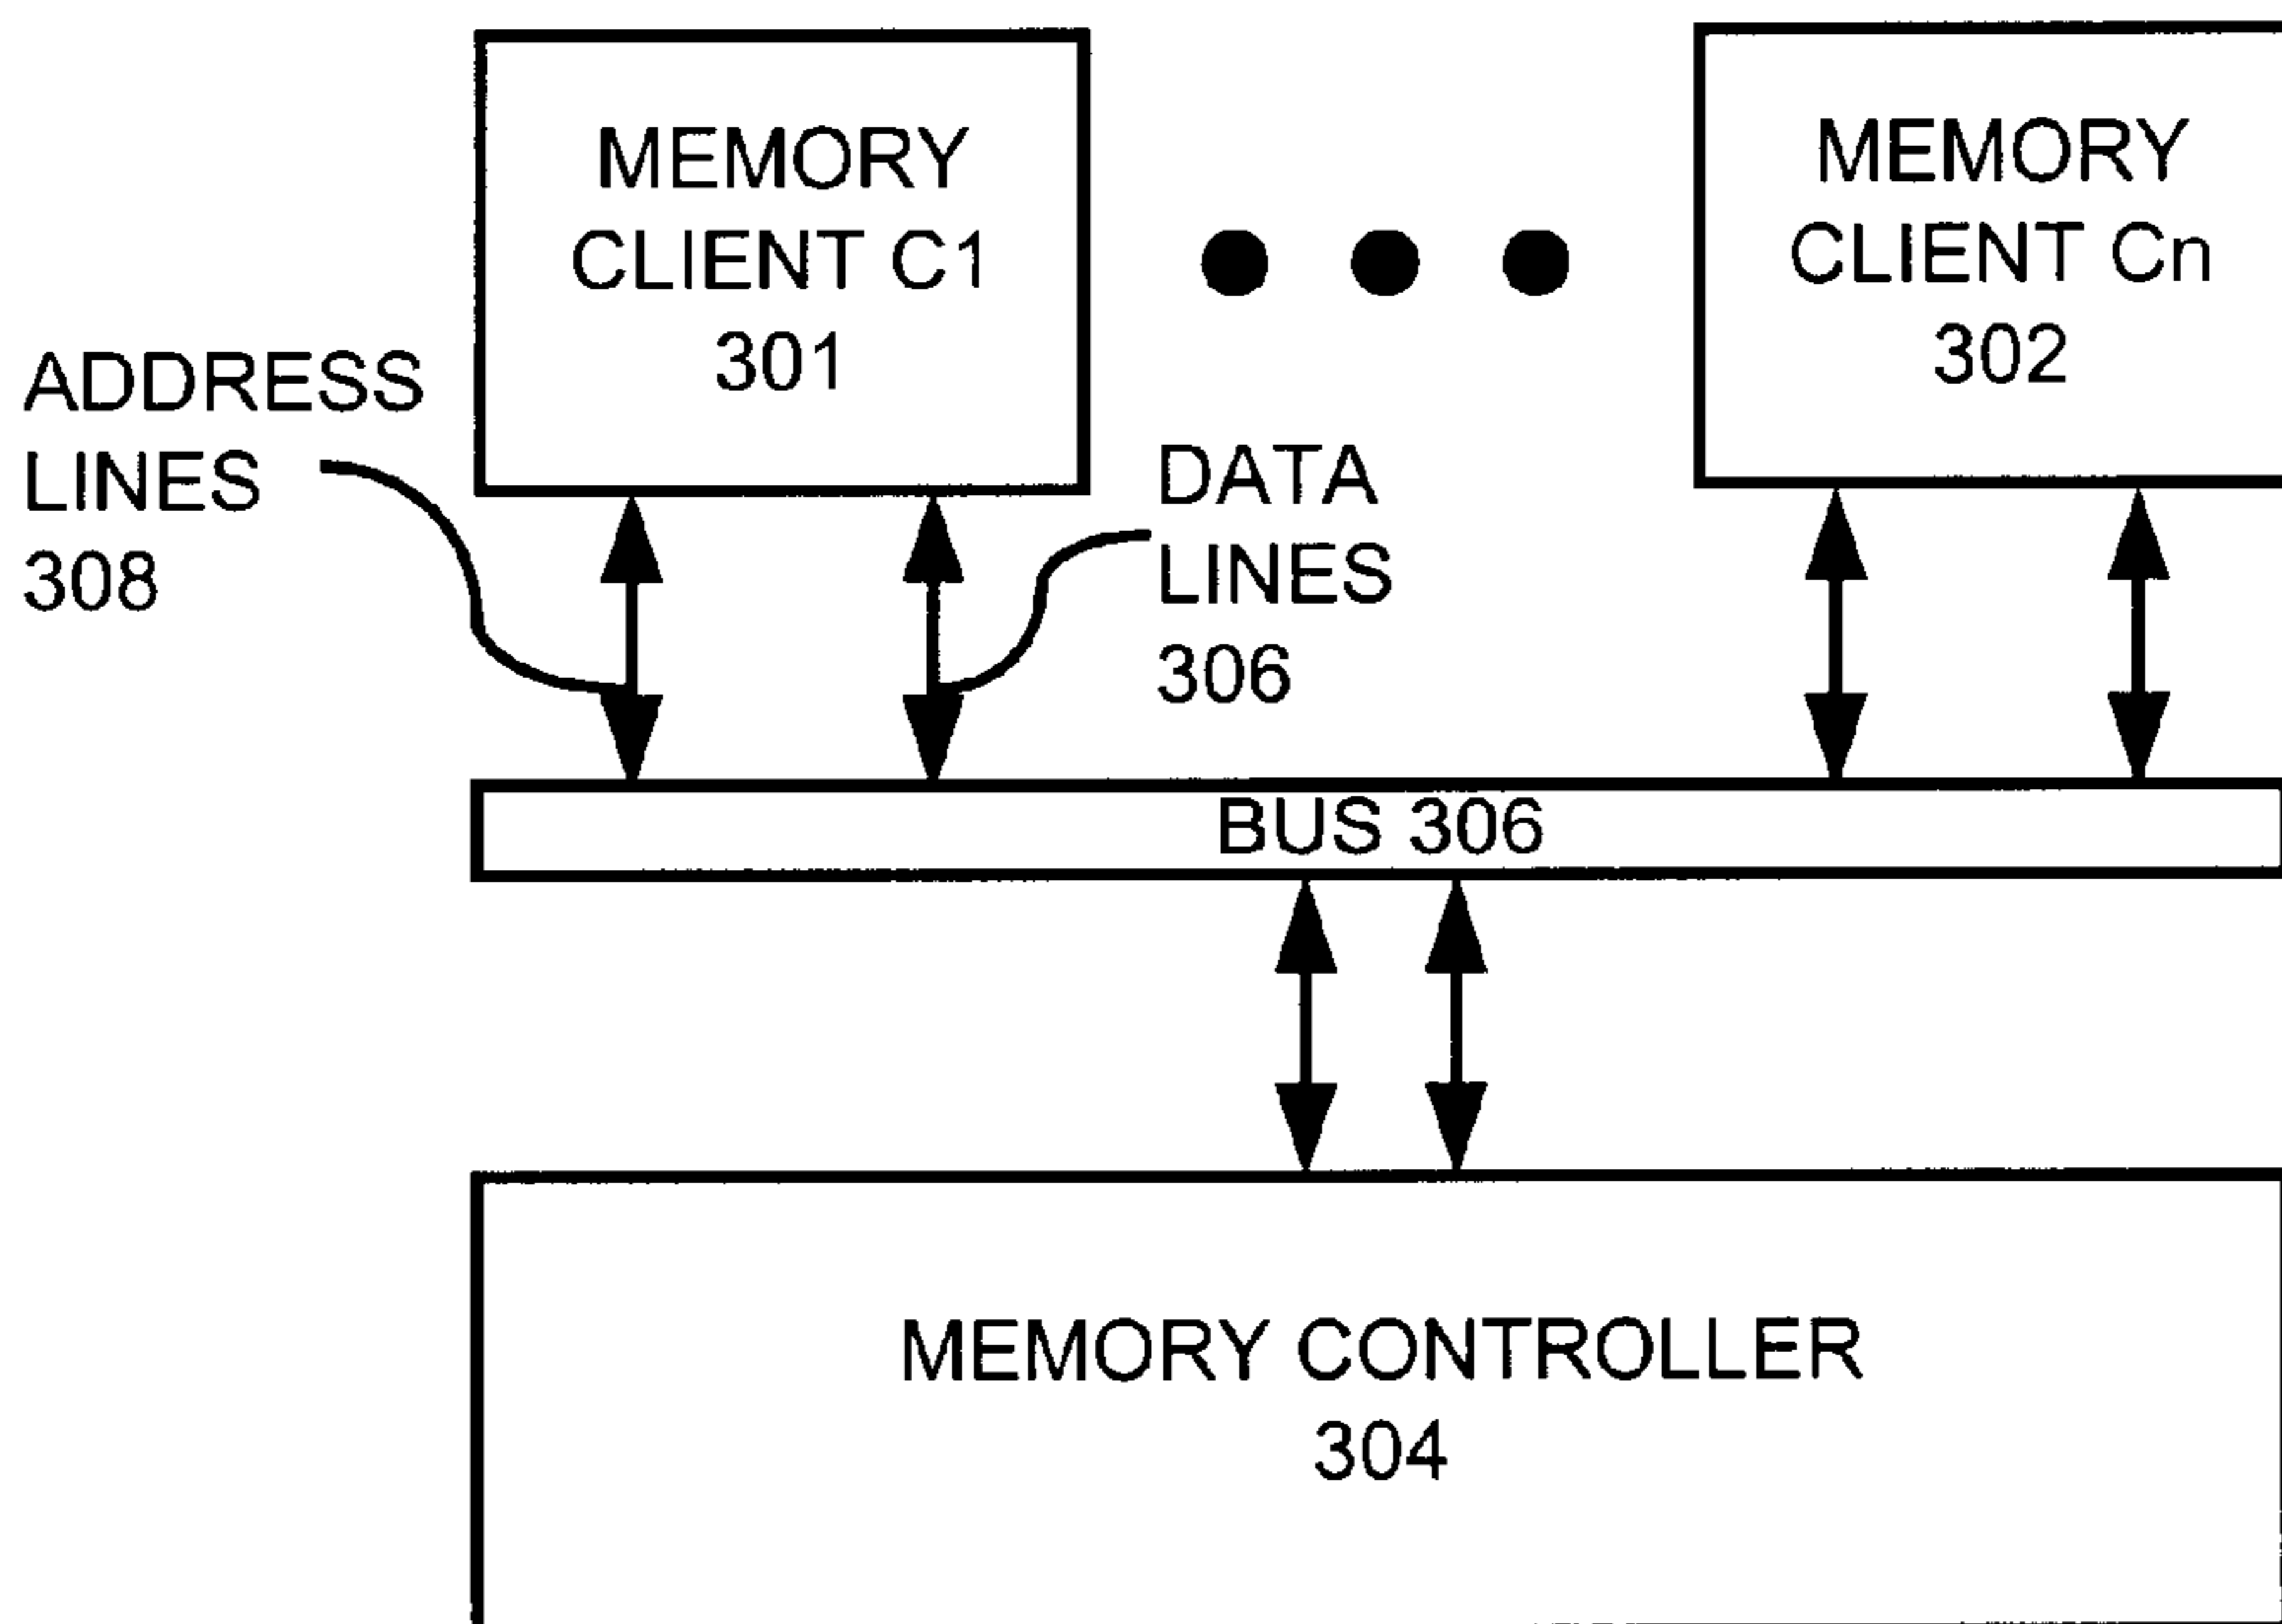 MEMORY
CLIENT C1
301
MEMORY
CLIENT Cn
302
ADDRESS
LINES
308
DATA
LINES
306
BUS 306
MEMORY CONTROLLER
304